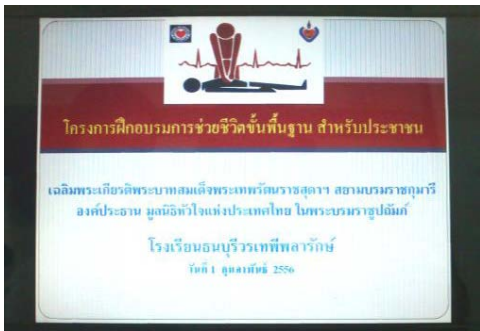 โครงการฝึกอบรมการช่วยชีวิตขั้นพื้นฐาน สำหรับประชาชน
เฉลิมพระเกียรติพระบาทสมเด็จพระเทพรัตนราชสุดาฯ สยามบรมราชกุมารี
องค์ประธาน มูลนิธิหัวใจแห่งประเทศไทย ในพระบรมราชูปถัมภ์
โรงเรียนธนบุรีวรเทพีพลารักษ์
วันที่ 1 กุมภาพันธ์ 2556